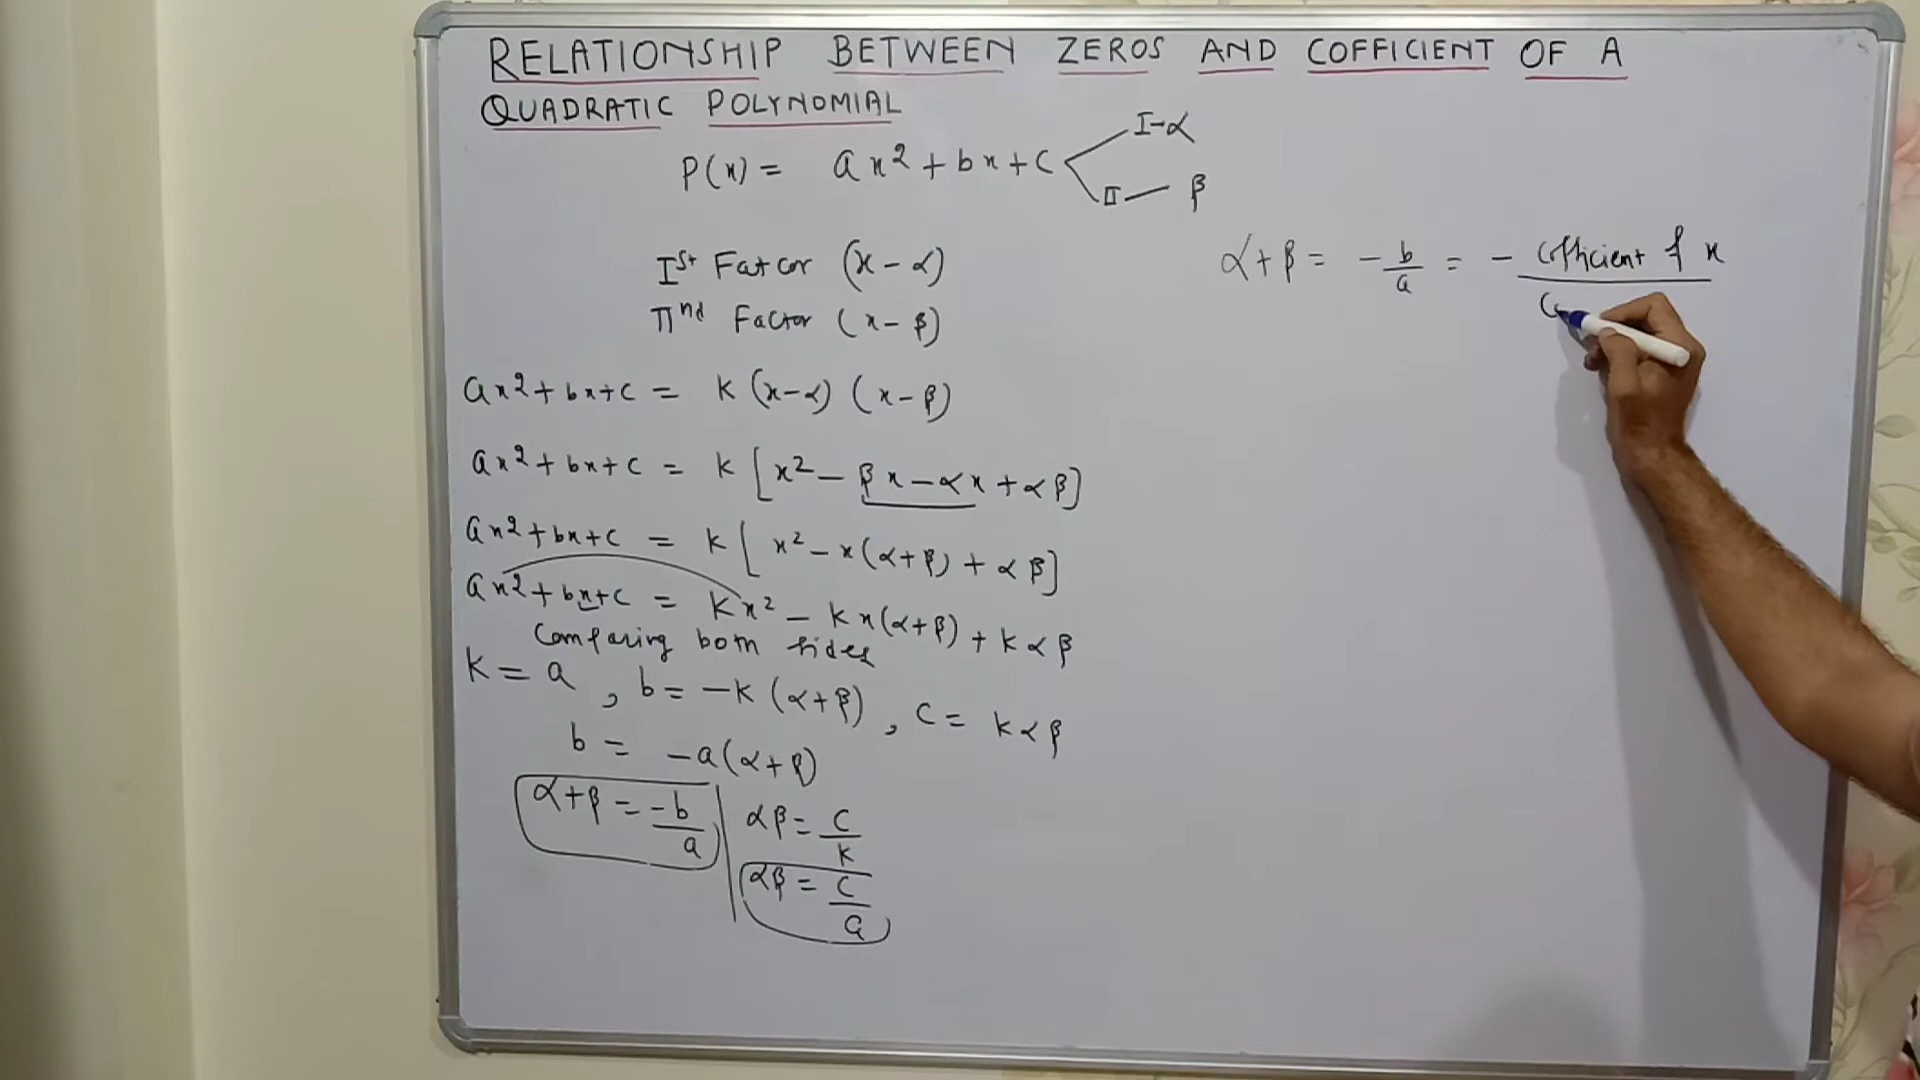 RELATIONSHIP BETWEEN ZEROS AND COFFICIENT OF A
QUADRATIC POLYNOMIAL
P(x) = ax² + bx + c
I - α
II — β
Iˢᵗ Fatcor (x - α)
IIⁿᵈ Factor (x - β)
ax² + bx + c = k (x - α) (x - β)
ax² + bx + c = k [x² - βx - αx + αβ]
ax² + bx + c = k [x² - x(α + β) + αβ]
ax² + bx + c = kx² - kx(α + β) + kαβ
Comparing both sides
k = a , b = -k (α + β) , c = kαβ
b = -a(α + β)
α + β = -b/a
αβ = c/k
αβ = c/a
α + β = - b/a = - Cofficient of x / Co